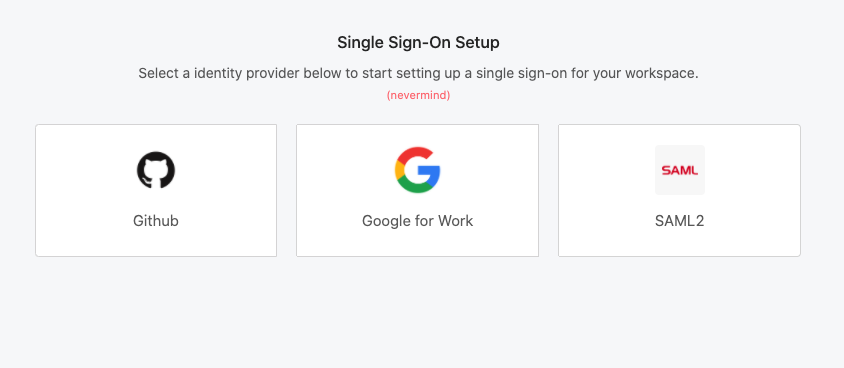 Single Sign-On Setup
Select a identity provider below to start setting up a single sign-on for your workspace.
(nevermind)
SAML
Github
Google for Work
SAML2